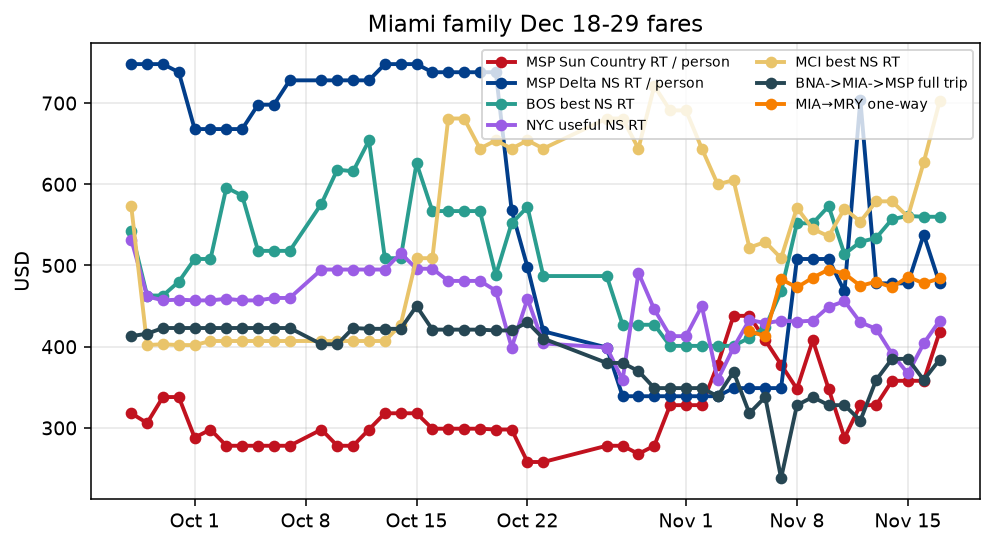 Miami family Dec 18-29 fares
MSP Sun Country RT / person
MSP Delta NS RT / person
BOS best NS RT
NYC useful NS RT
MCI best NS RT
BNA->MIA->MSP full trip
MIA→MRY one-way
USD
700
600
500
400
300
Oct 1
Oct 8
Oct 15
Oct 22
Nov 1
Nov 8
Nov 15